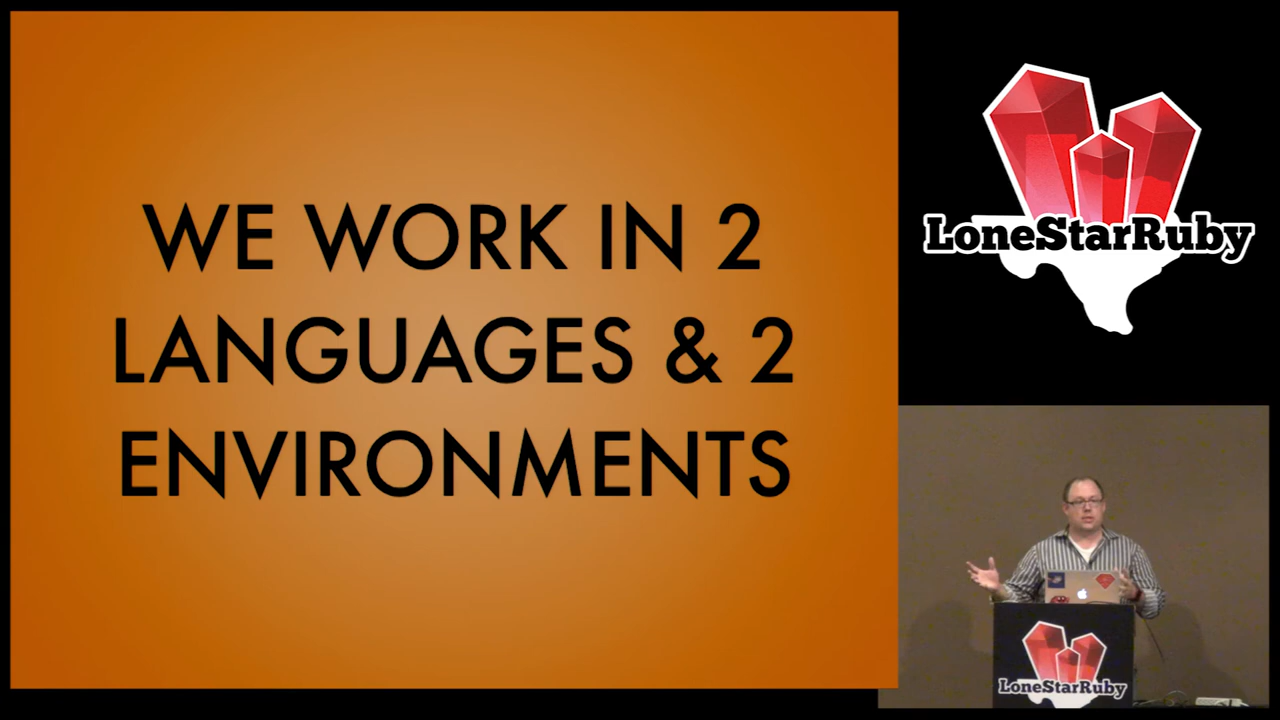 WE WORK IN 2
LANGUAGES & 2
ENVIRONMENTS
LoneStarRuby
LoneStarRuby